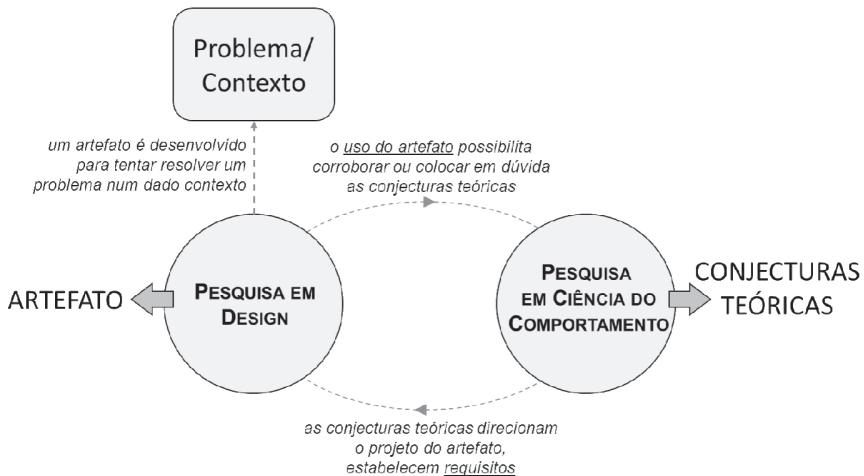 Problema/
Contexto
um artefato é desenvolvido
para tentar resolver um
problema num dado contexto
o uso do artefato possibilita
corroborar ou colocar em dúvida
as conjecturas teóricas
ARTEFATO
PESQUISA EM
DESIGN
PESQUISA
EM CIÊNCIA DO
COMPORTAMENTO
CONJECTURAS
TEÓRICAS
as conjecturas teóricas direcionam
o projeto do artefato,
estabelecem requisitos